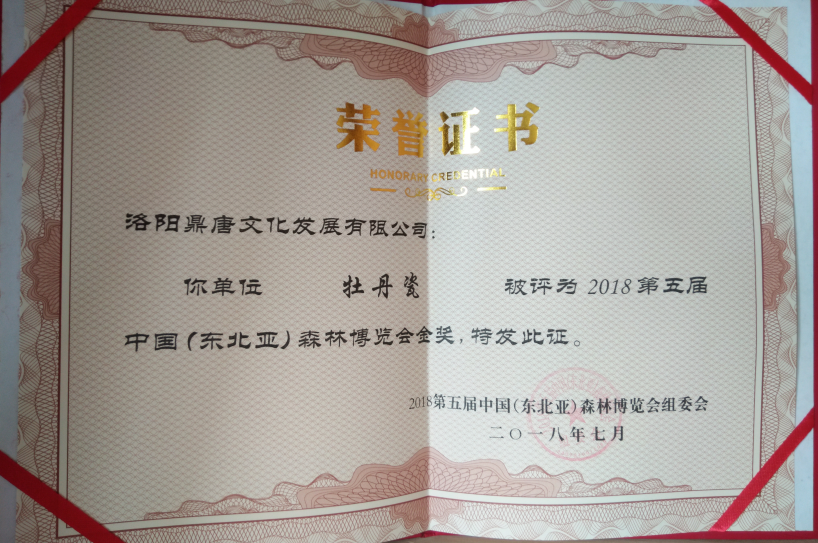 荣誉证书
HONORARY CREDENTIAL
洛阳鼎唐文化发展有限公司:
你单位 牡丹瓷 被评为 2018 第五届
中国(东北亚)森林博览会金奖,特发此证。
2018第五届中国(东北亚)森林博览会组委会
二〇一八年七月